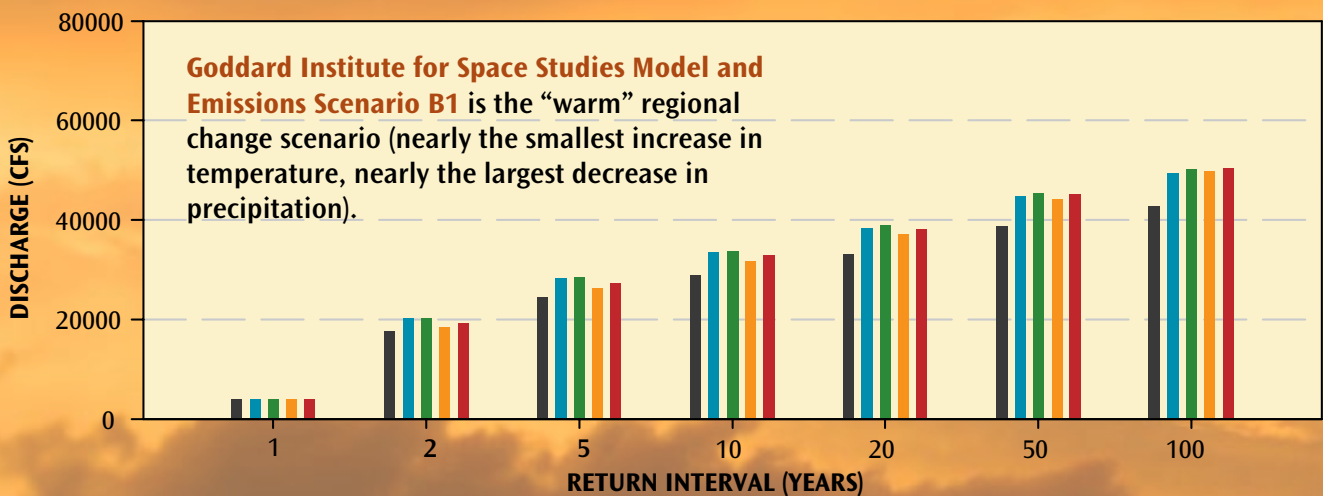 80000
60000
40000
20000
0
DISCHARGE (CFS)
Goddard Institute for Space Studies Model and
Emissions Scenario B1 is the “warm” regional
change scenario (nearly the smallest increase in
temperature, nearly the largest decrease in
precipitation).
1 2 5 10 20 50 100
RETURN INTERVAL (YEARS)